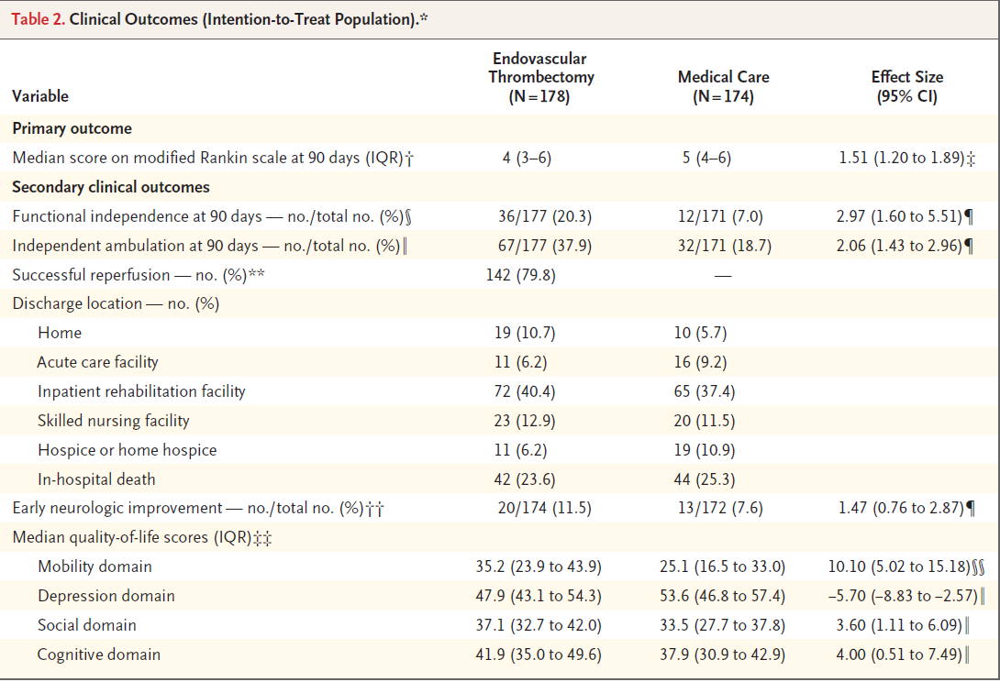 Table 2. Clinical Outcomes (Intention-to-Treat Population).*
Variable Endovascular Thrombectomy (N=178) Medical Care (N=174) Effect Size (95% CI)
Primary outcome
Median score on modified Rankin scale at 90 days (IQR)† 4 (3–6) 5 (4–6) 1.51 (1.20 to 1.89)‡
Secondary clinical outcomes
Functional independence at 90 days — no./total no. (%)§ 36/177 (20.3) 12/171 (7.0) 2.97 (1.60 to 5.51)¶
Independent ambulation at 90 days — no./total no. (%)‖ 67/177 (37.9) 32/171 (18.7) 2.06 (1.43 to 2.96)¶
Successful reperfusion — no. (%)** 142 (79.8) —
Discharge location — no. (%)
Home 19 (10.7) 10 (5.7)
Acute care facility 11 (6.2) 16 (9.2)
Inpatient rehabilitation facility 72 (40.4) 65 (37.4)
Skilled nursing facility 23 (12.9) 20 (11.5)
Hospice or home hospice 11 (6.2) 19 (10.9)
In-hospital death 42 (23.6) 44 (25.3)
Early neurologic improvement — no./total no. (%)†† 20/174 (11.5) 13/172 (7.6) 1.47 (0.76 to 2.87)¶
Median quality-of-life scores (IQR)‡‡
Mobility domain 35.2 (23.9 to 43.9) 25.1 (16.5 to 33.0) 10.10 (5.02 to 15.18)§§
Depression domain 47.9 (43.1 to 54.3) 53.6 (46.8 to 57.4) –5.70 (–8.83 to –2.57)‖
Social domain 37.1 (32.7 to 42.0) 33.5 (27.7 to 37.8) 3.60 (1.11 to 6.09)‖
Cognitive domain 41.9 (35.0 to 49.6) 37.9 (30.9 to 42.9) 4.00 (0.51 to 7.49)‖